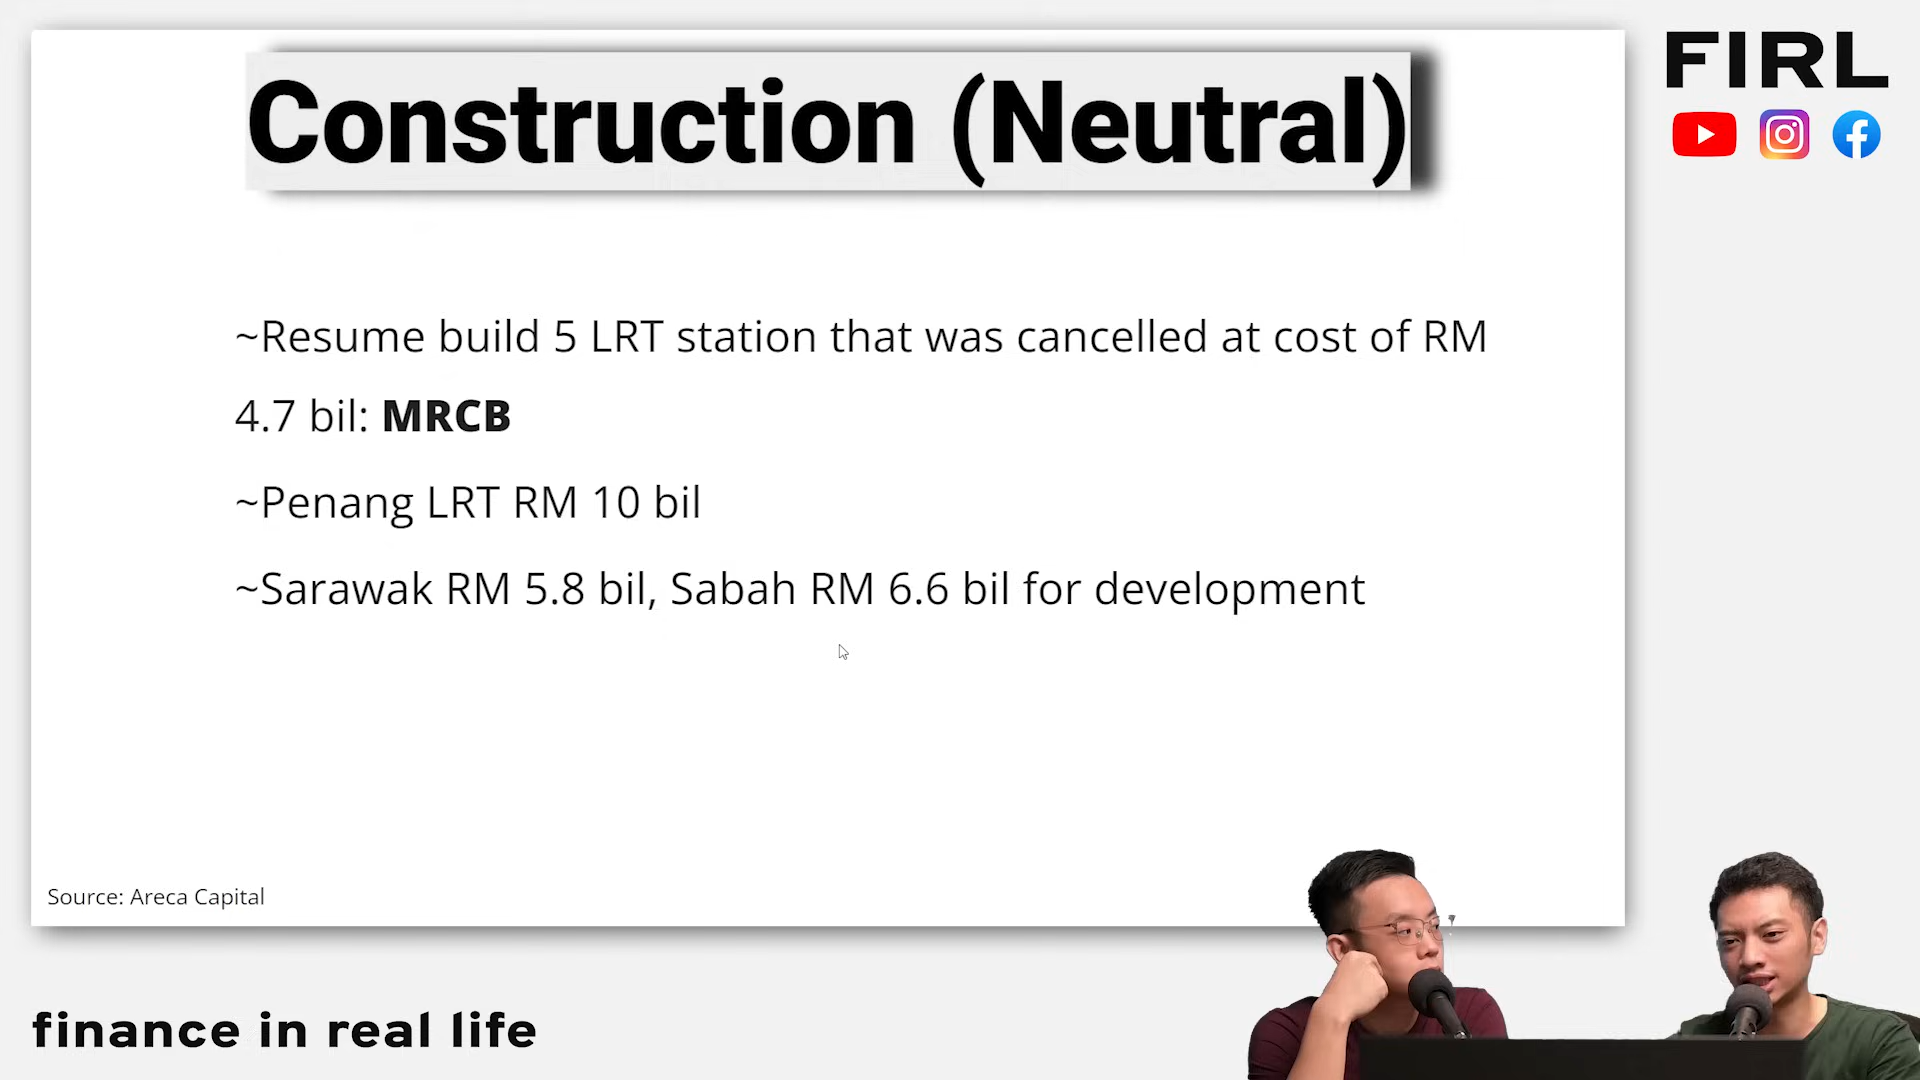 Construction (Neutral)
FIRL
~Resume build 5 LRT station that was cancelled at cost of RM
4.7 bil: MRCB
~Penang LRT RM 10 bil
~Sarawak RM 5.8 bil, Sabah RM 6.6 bil for development
Source: Areca Capital
finance in real life